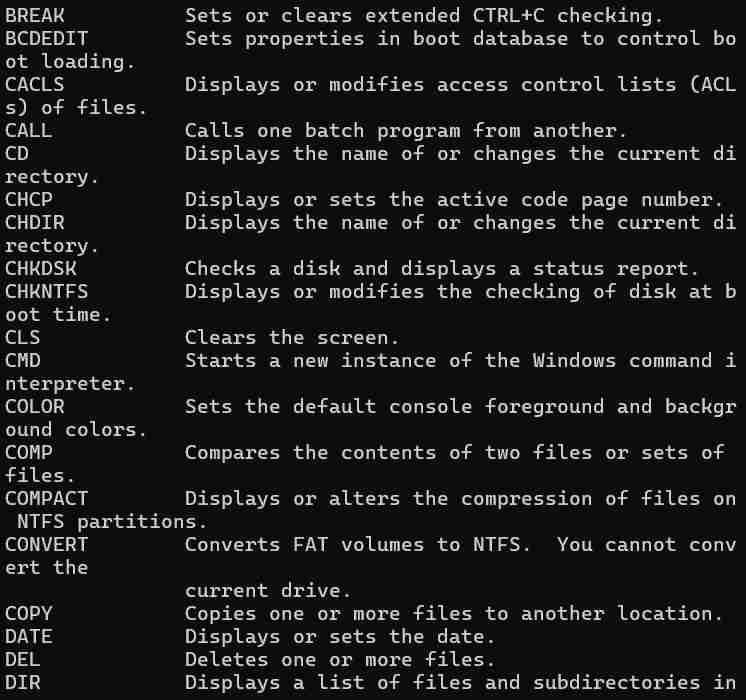 BREAK          Sets or clears extended CTRL+C checking.
BCDEDIT        Sets properties in boot database to control bo
ot loading.
CACLS          Displays or modifies access control lists (ACL
s) of files.
CALL           Calls one batch program from another.
CD             Displays the name of or changes the current di
rectory.
CHCP           Displays or sets the active code page number.
CHDIR          Displays the name of or changes the current di
rectory.
CHKDSK         Checks a disk and displays a status report.
CHKNTFS        Displays or modifies the checking of disk at b
oot time.
CLS            Clears the screen.
CMD            Starts a new instance of the Windows command i
nterpreter.
COLOR          Sets the default console foreground and backgr
ound colors.
COMP           Compares the contents of two files or sets of
files.
COMPACT        Displays or alters the compression of files on
 NTFS partitions.
CONVERT        Converts FAT volumes to NTFS.  You cannot conv
ert the
               current drive.
COPY           Copies one or more files to another location.
DATE           Displays or sets the date.
DEL            Deletes one or more files.
DIR            Displays a list of files and subdirectories in